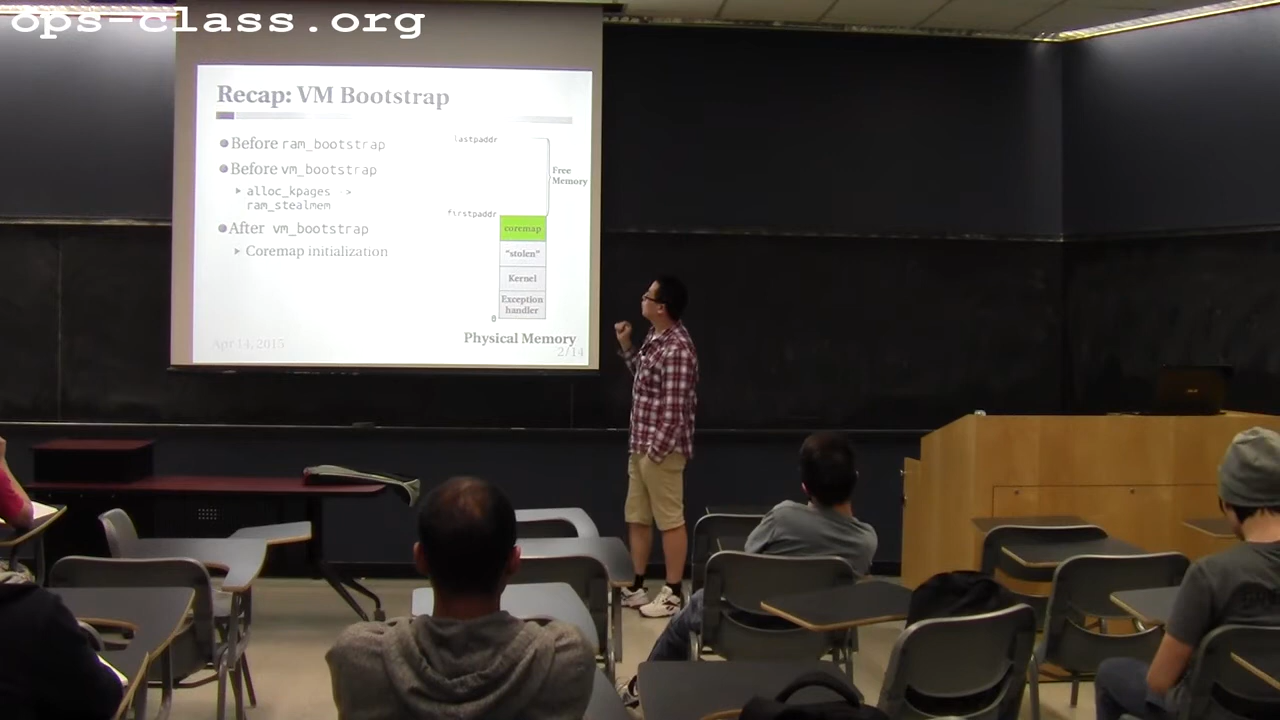 ops-class.org
Recap: VM Bootstrap
Before ram_bootstrap
Before vm_bootstrap
alloc_kpages ->
ram_stealmem
After vm_bootstrap
Coremap initialization
lastpaddr
Free
Memory
firstpaddr
coremap
"stolen"
Kernel
Exception
handler
0
Physical Memory
Apr 14, 2015
2/14